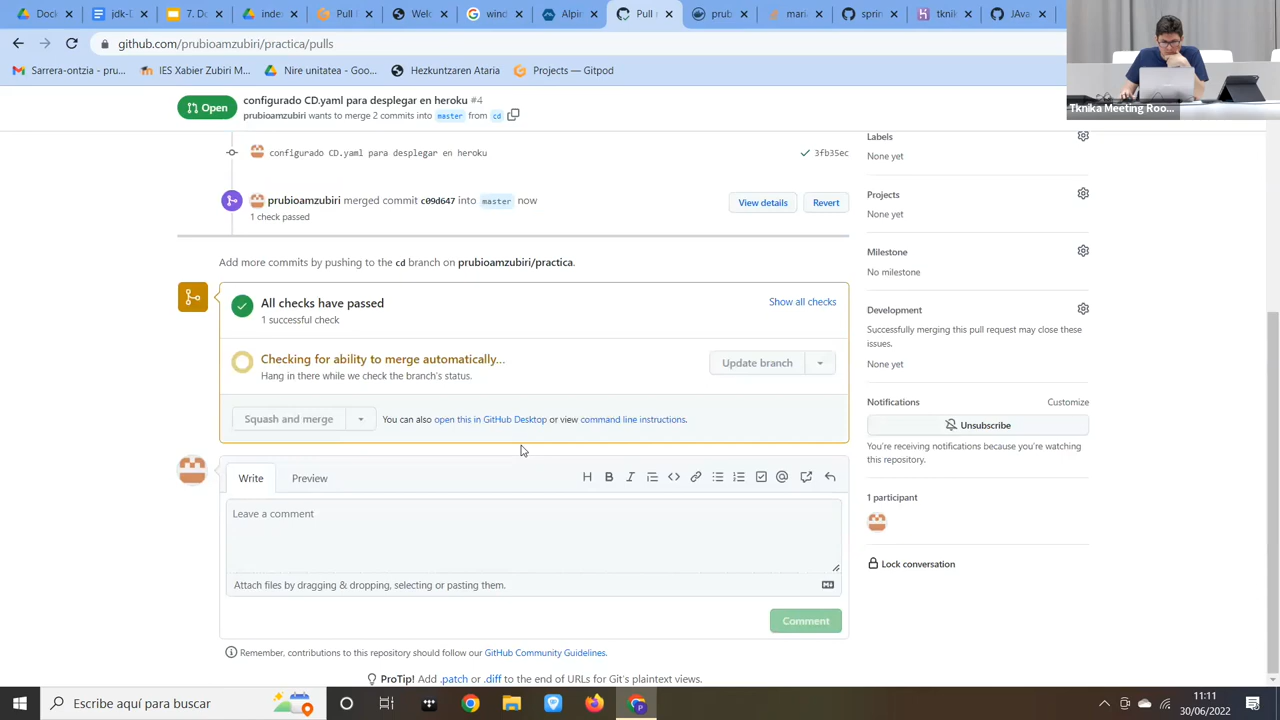 7. Do
jdk-1
Docu
Welo
wind
Tilin
Pull
prub
mari
sprin
tknik
Jave
github.com/prubioamzubiri/practica/pulls
Sarrera-ontzia - pru...
IES Xabier Zubiri M...
Nire unitatea - Goo...
Hezkuntzaren Ataria
Projects — Gitpod
Tknika Meeting Roo...
Open
configurado CD.yaml para desplegar en heroku #4
prubioamzubiri wants to merge 2 commits into master from cd
Labels
None yet
configurado CD.yaml para desplegar en heroku
3fb35ec
Projects
None yet
prubioamzubiri merged commit c09d647 into master now
1 check passed
View details
Revert
Milestone
No milestone
Add more commits by pushing to the cd branch on prubioamzubiri/practica.
All checks have passed
1 successful check
Show all checks
Development
Successfully merging this pull request may close these
issues.
None yet
Checking for ability to merge automatically...
Hang in there while we check the branch's status.
Update branch
Notifications
Customize
Unsubscribe
You're receiving notifications because you're watching
this repository.
Squash and merge
You can also open this in GitHub Desktop or view command line instructions.
Write
Preview
1 participant
Leave a comment
Lock conversation
Attach files by dragging & dropping, selecting or pasting them.
Comment
Remember, contributions to this repository should follow our GitHub Community Guidelines.
ProTip! Add .patch or .diff to the end of URLs for Git's plaintext views.
Escribe aquí para buscar
11:11
30/06/2022